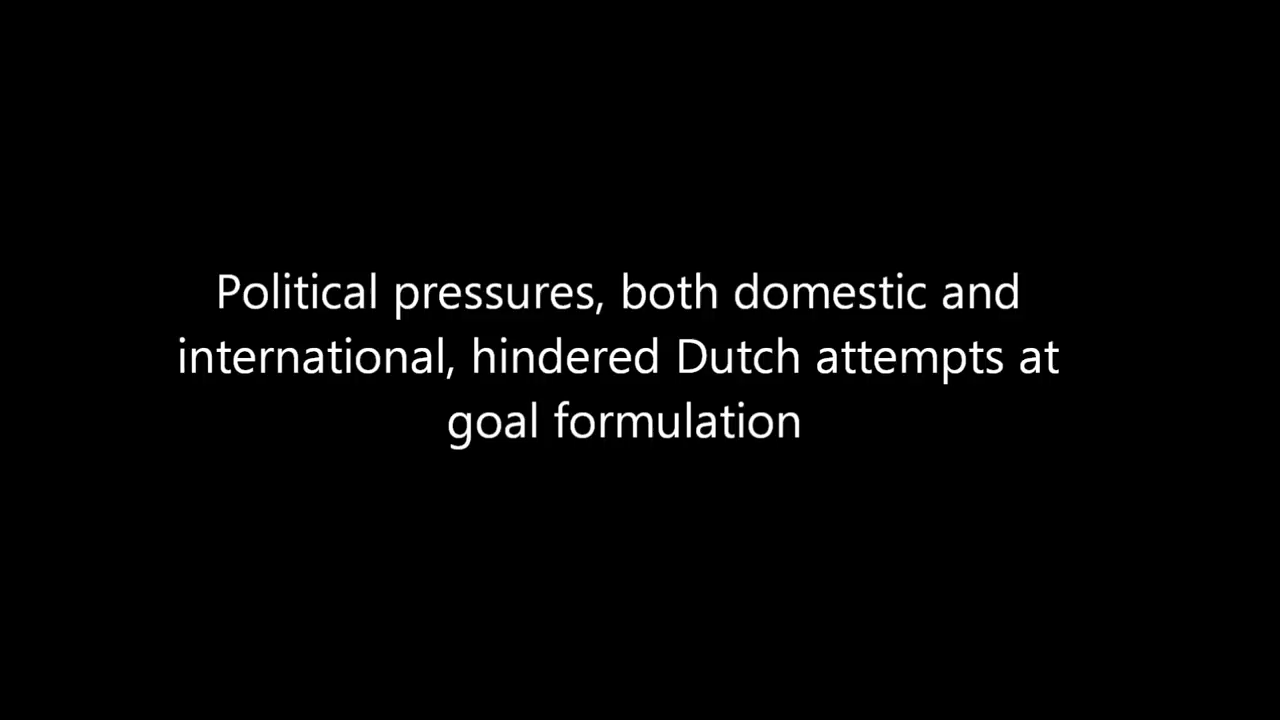 Political pressures, both domestic and
international, hindered Dutch attempts at
goal formulation